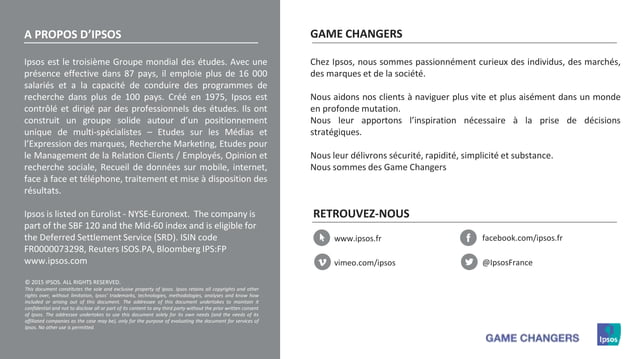 A PROPOS D'IPSOS
Ipsos est le troisième Groupe mondial des études. Avec une
présence effective dans 87 pays, il emploie plus de 16 000
salariés et a la capacité de conduire des programmes de
recherche dans plus de 100 pays. Créé en 1975, Ipsos est
contrôlé et dirigé par des professionnels des études. Ils ont
construit un groupe solide autour d'un positionnement
unique de multi-spécialistes – Etudes sur les Médias et
l'Expression des marques, Recherche Marketing, Etudes pour
le Management de la Relation Clients / Employés, Opinion et
recherche sociale, Recueil de données sur mobile, internet,
face à face et téléphone, traitement et mise à disposition des
résultats.
Ipsos is listed on Eurolist - NYSE-Euronext. The company is
part of the SBF 120 and the Mid-60 index and is eligible for
the Deferred Settlement Service (SRD). ISIN code
FR0000073298, Reuters ISOS.PA, Bloomberg IPS:FP
www.ipsos.com
© 2015 IPSOS. ALL RIGHTS RESERVED.
This document constitutes the sole and exclusive property of Ipsos. Ipsos retains all copyrights and other
rights over, without limitation, Ipsos' trademarks, technologies, methodologies, analyses and know how
included or arising out of this document. The addressee of this document undertakes to maintain it
confidential and not to disclose all or part of its content to any third party without the prior written consent
of Ipsos. The addressee undertakes to use this document solely for its own needs (and the needs of its
affiliated companies as the case may be), only for the purpose of evaluating the document for services of
Ipsos. No other use is permitted.
GAME CHANGERS
Chez Ipsos, nous sommes passionnément curieux des individus, des marchés,
des marques et de la société.
Nous aidons nos clients à naviguer plus vite et plus aisément dans un monde
en profonde mutation.
Nous leur apportons l'inspiration nécessaire à la prise de décisions
stratégiques.
Nous leur délivrons sécurité, rapidité, simplicité et substance.
Nous sommes des Game Changers
RETROUVEZ-NOUS
www.ipsos.fr
facebook.com/ipsos.fr
vimeo.com/ipsos
@IpsosFrance
GAME CHANGERS
Ipsos